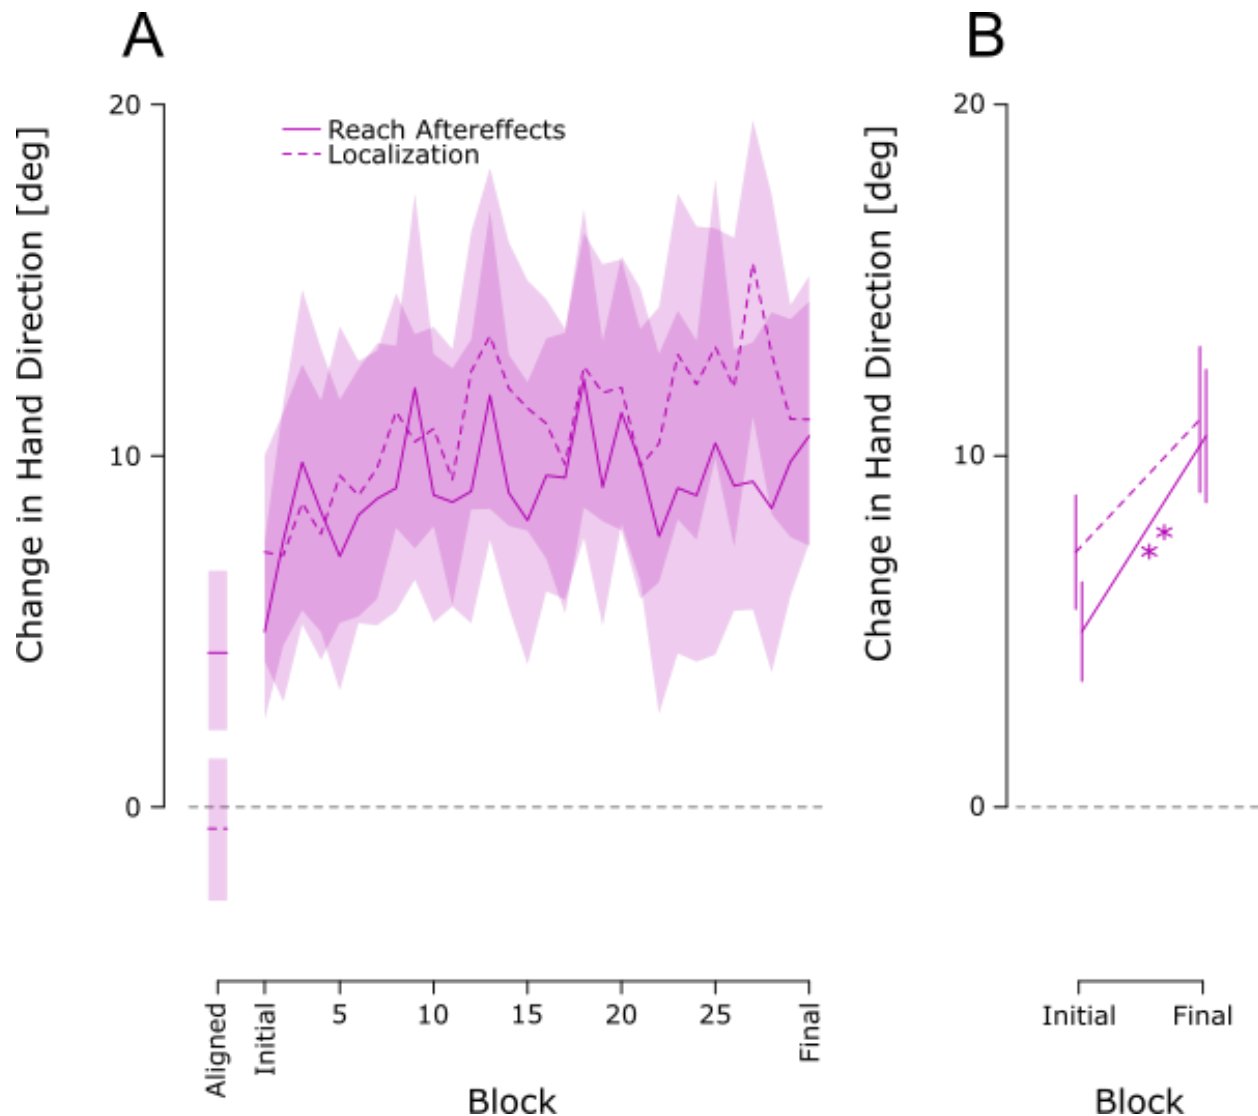 A
B
20
10
0
Change in Hand Direction [deg]
Reach Aftereffects
Localization
Aligned
Initial
5
10
15
20
25
Final
Block
20
10
0
Change in Hand Direction [deg]
*
*
Initial
Final
Block